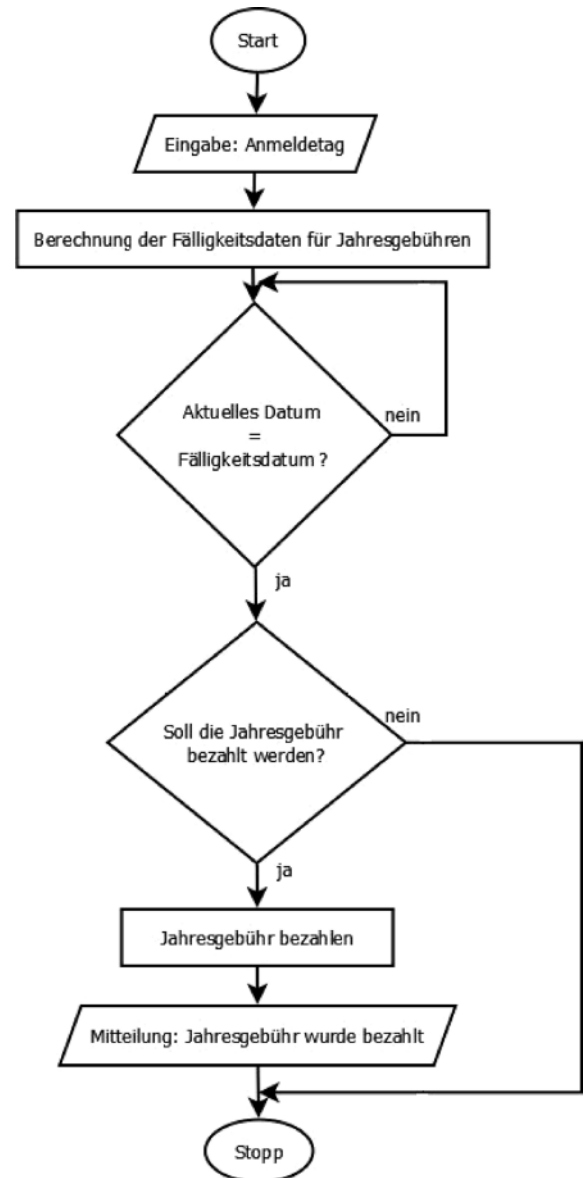 Start
Eingabe: Anmeldetag
Berechnung der Fälligkeitsdaten für Jahresgebühren
Aktuelles Datum
=
Fälligkeitsdatum ?
nein
ja
Soll die Jahresgebühr
bezahlt werden?
nein
ja
Jahresgebühr bezahlen
Mitteilung: Jahresgebühr wurde bezahlt
Stopp